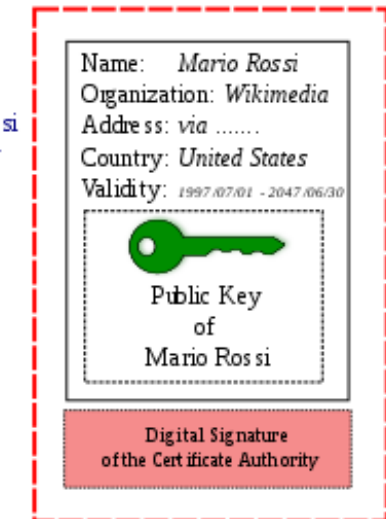 Name: Mario Rossi
Organization: Wikimedia
si
Address: via .......
Country: United States
Validity: 1997/07/01 - 2047/06/30
Public Key
of
Mario Rossi
Digital Signature
of the Certificate Authority